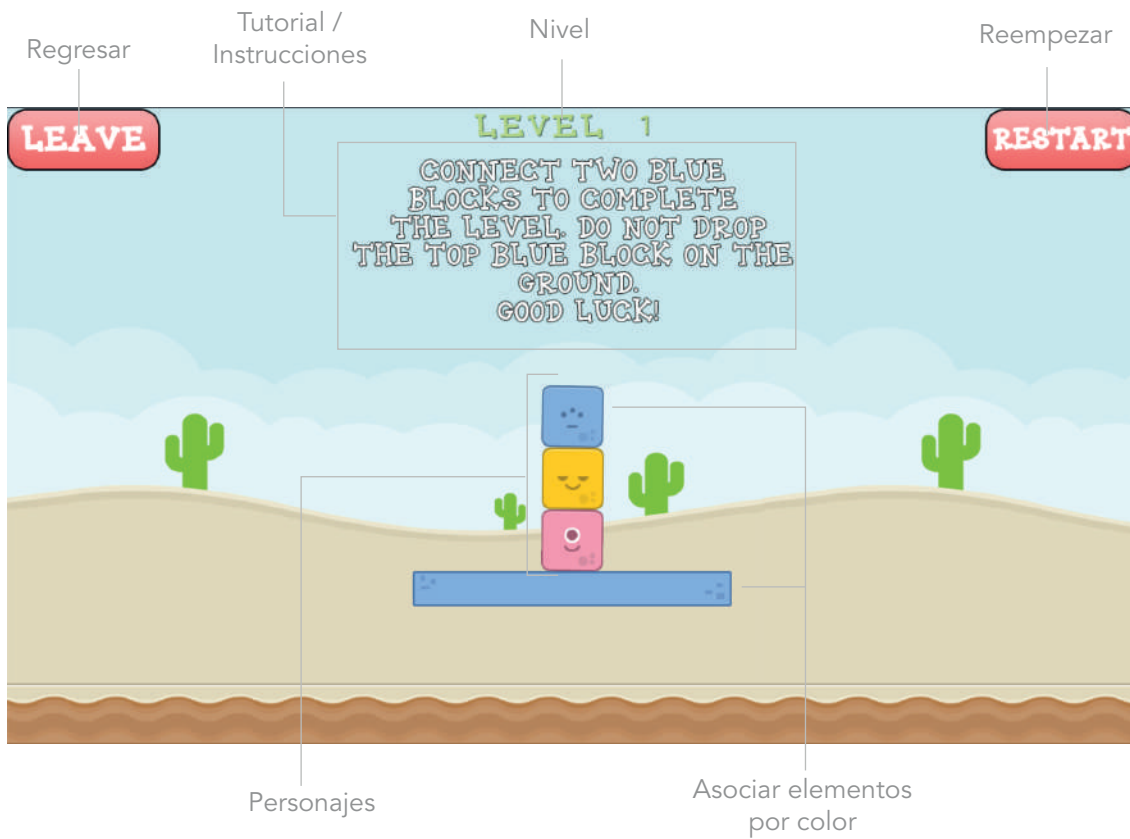 Tutorial /
Instrucciones
Nivel
Regresar
Reempezar
LEAVE
LEVEL 1
RESTART
CONNECT TWO BLUE
BLOCKS TO COMPLETE
THE LEVEL. DO NOT DROP
THE TOP BLUE BLOCK ON THE
GROUND.
GOOD LUCK!
Personajes
Asociar elementos
por color